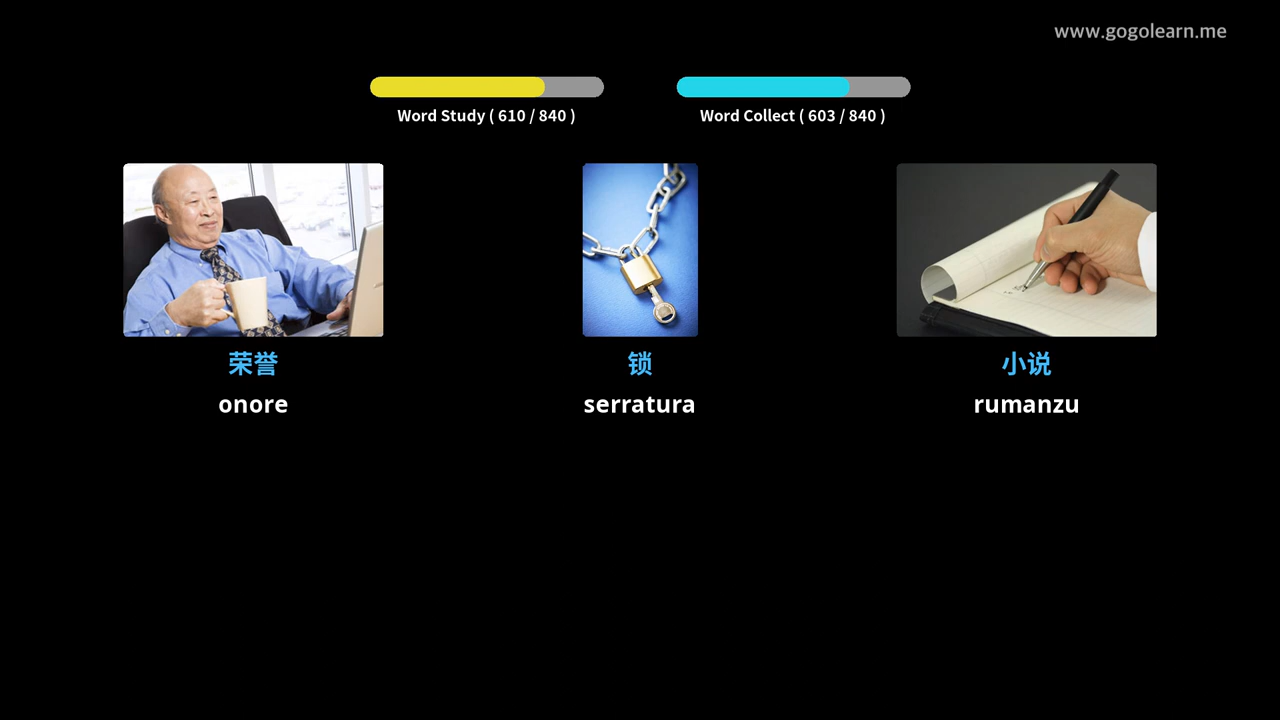 www.gogolearn.me
Word Study ( 610 / 840 )
Word Collect ( 603 / 840 )
荣誉
锁
小说
onore
serratura
rumanzu